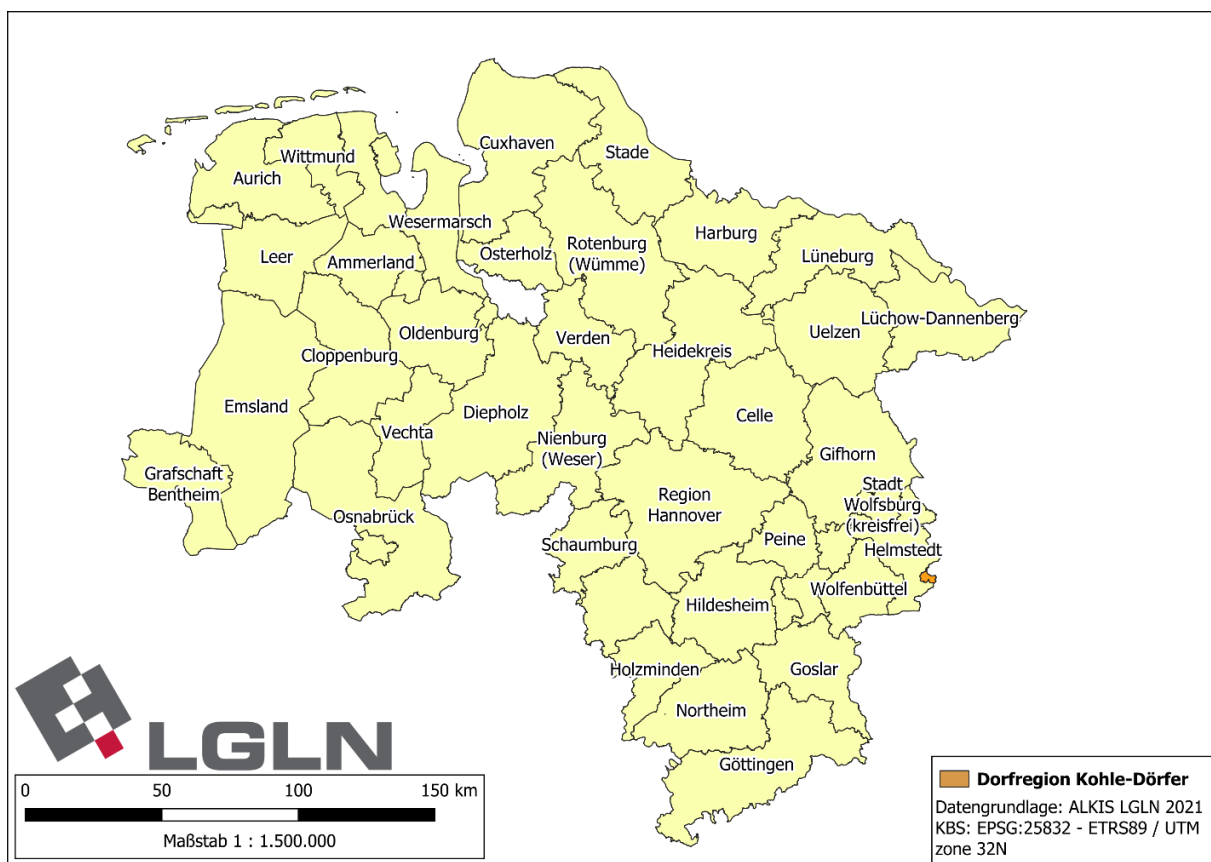 Cuxhaven
Stade
Wittmund
Aurich
Wesermarsch
Harburg
Rotenburg
(Wümme)
Osterholz
Leer
Ammerland
Lüneburg
Lüchow-Dannenberg
Oldenburg
Verden
Uelzen
Heidekreis
Cloppenburg
Emsland
Diepholz
Celle
Vechta
Nienburg
(Weser)
Gifhorn
Grafschaft
Bentheim
Stadt
Wolfsburg
(kreisfrei)
Region
Hannover
Osnabrück
Schaumburg
Peine
Helmstedt
Wolfenbüttel
Hildesheim
Holzminden
Goslar
Northeim
Göttingen
LGLN
0 50 100 150 km
Maßstab 1 : 1.500.000
Dorfregion Kohle-Dörfer
Datengrundlage: ALKIS LGLN 2021
KBS: EPSG:25832 - ETRS89 / UTM
zone 32N